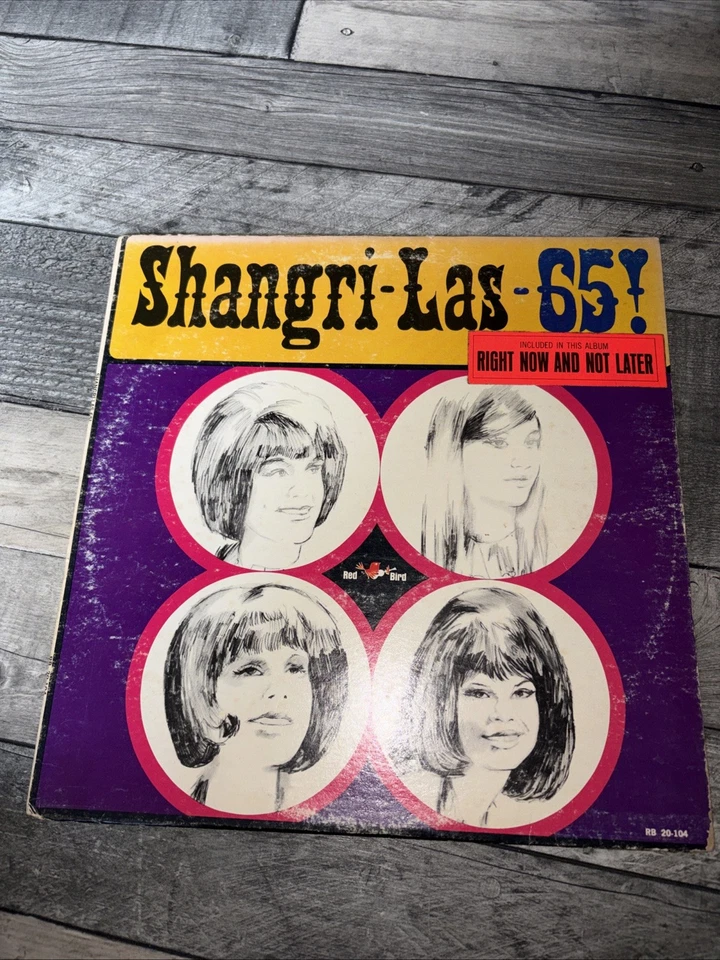 Shangri-Las-65!
INCLUDED IN THIS ALBUM
RIGHT NOW AND NOT LATER
Red Bird
RB 20-104